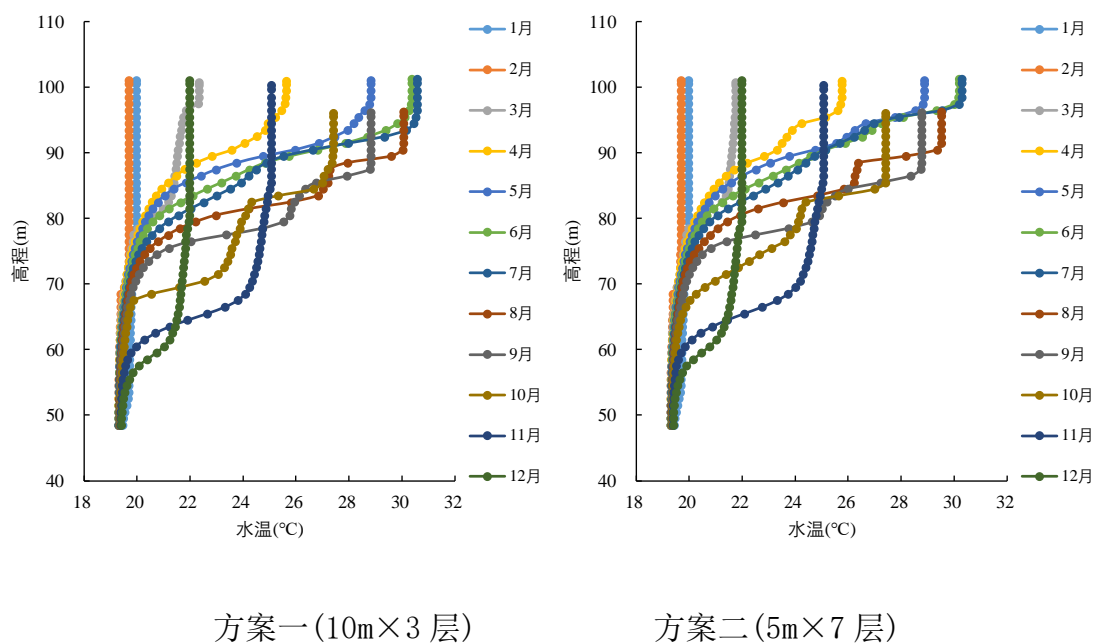 110
100
90
80
70
60
50
40
高程(m)
18 20 22 24 26 28 30 32
水温(℃)
1月
2月
3月
4月
5月
6月
7月
8月
9月
10月
11月
12月
110
100
90
80
70
60
50
40
高程(m)
18 20 22 24 26 28 30 32
水温(℃)
1月
2月
3月
4月
5月
6月
7月
8月
9月
10月
11月
12月
方案一(10m×3 层)
方案二(5m×7 层)